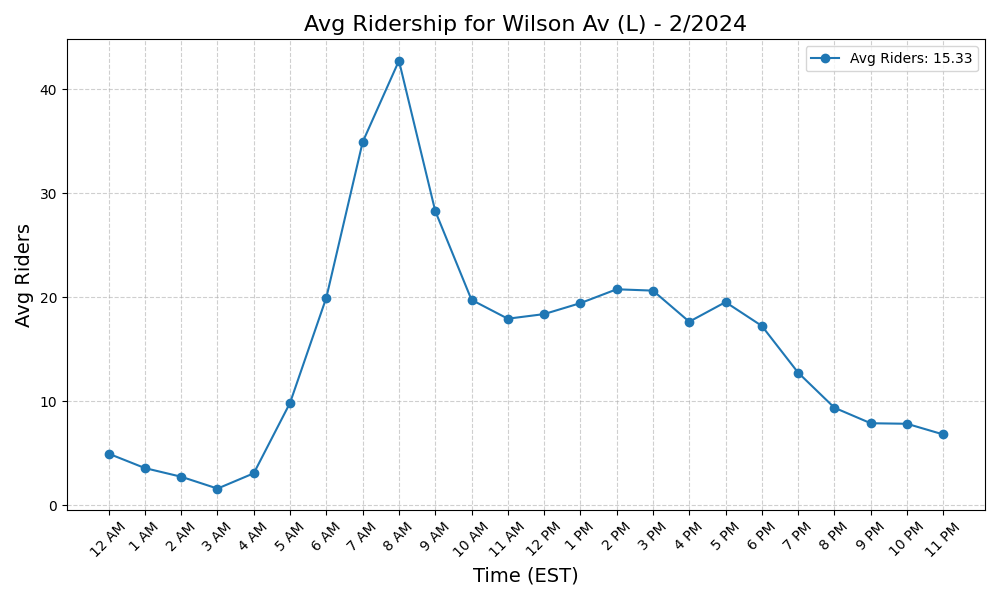 Avg Ridership for Wilson Av (L) - 2/2024
Avg Riders: 15.33
Avg Riders
40
30
20
10
0
12 AM
1 AM
2 AM
3 AM
4 AM
5 AM
6 AM
7 AM
8 AM
9 AM
10 AM
11 AM
12 PM
1 PM
2 PM
3 PM
4 PM
5 PM
6 PM
7 PM
8 PM
9 PM
10 PM
11 PM
Time (EST)